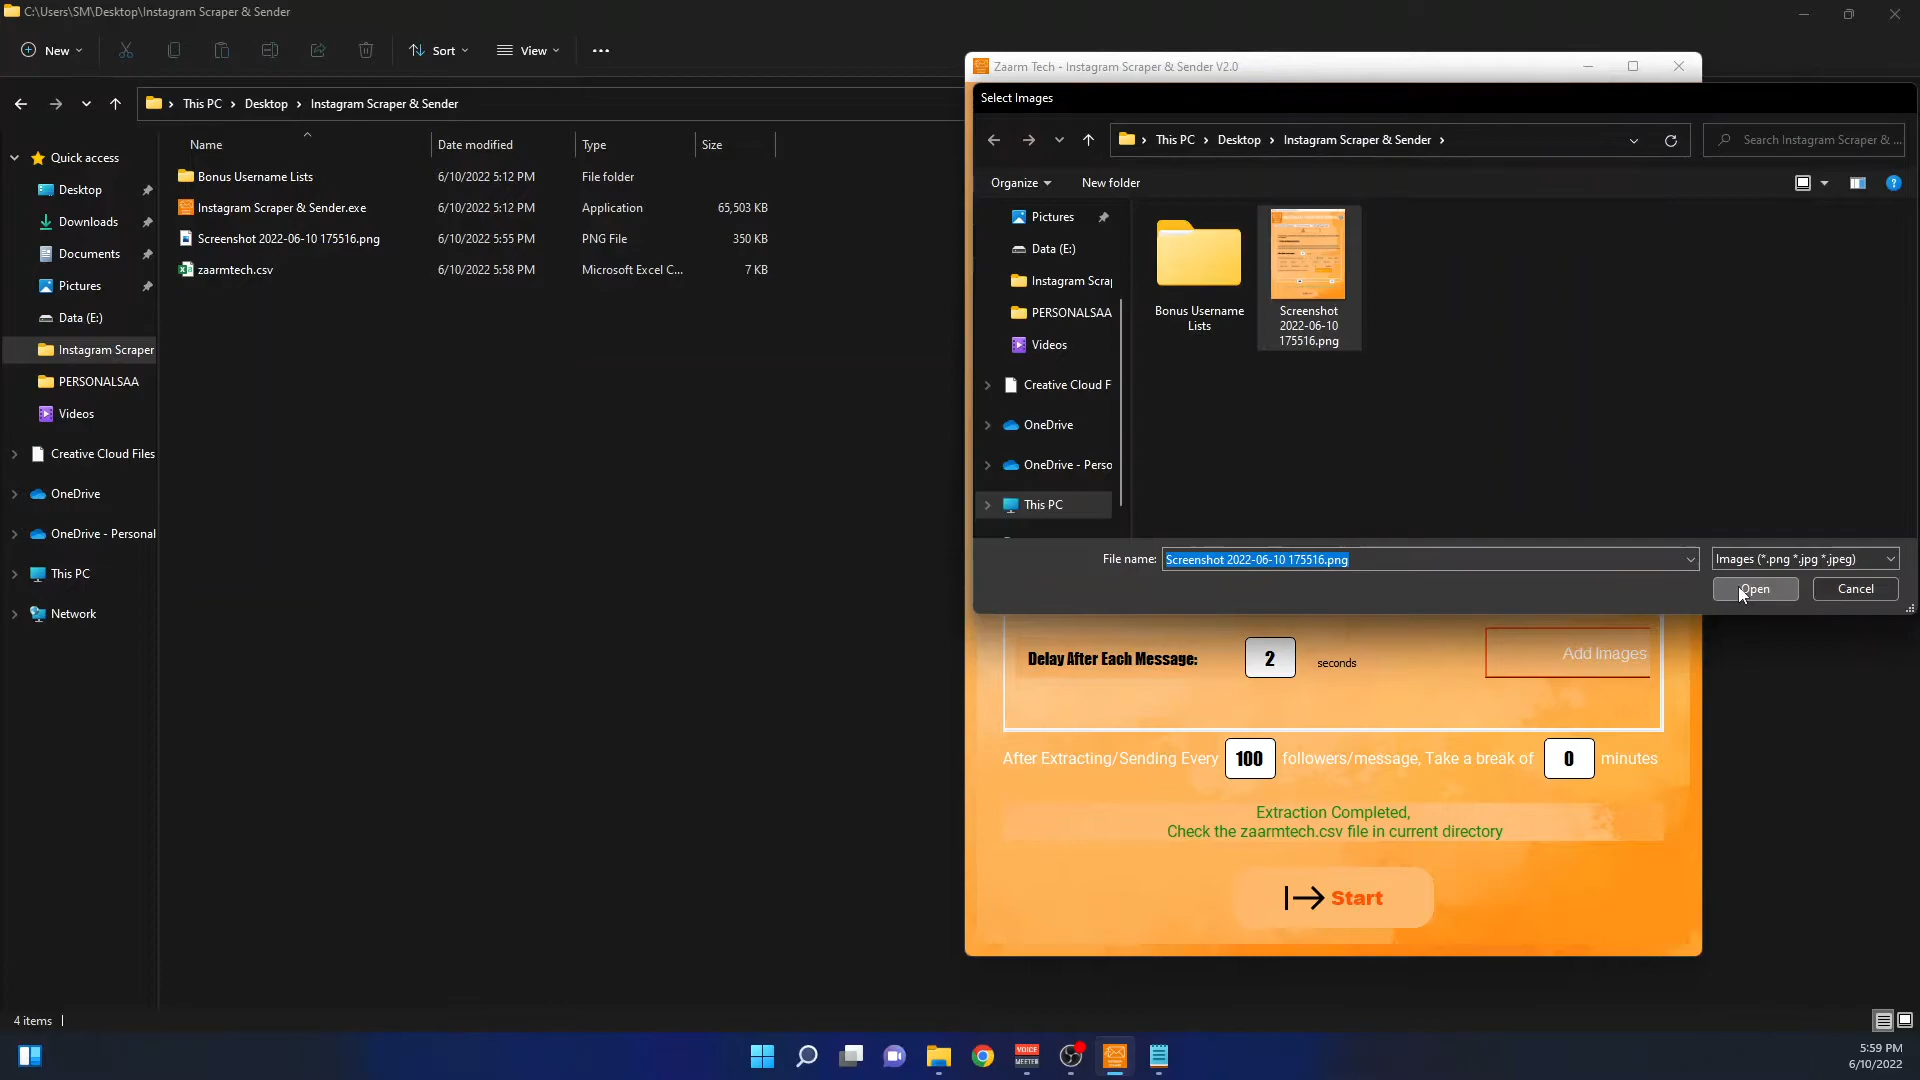 C:\Users\SM\Desktop\Instagram Scraper & Sender
New
Sort
View
This PC > Desktop > Instagram Scraper & Sender
Name Date modified Type Size
Bonus Username Lists 6/10/2022 5:12 PM File folder
Instagram Scraper & Sender.exe 6/10/2022 5:12 PM Application 65,503 KB
Screenshot 2022-06-10 175516.png 6/10/2022 5:55 PM PNG File 350 KB
zaarmtech.csv 6/10/2022 5:58 PM Microsoft Excel C... 7 KB
Quick access
Desktop
Downloads
Documents
Pictures
Data (E:)
Instagram Scraper
PERSONALSAA
Videos
Creative Cloud Files
OneDrive
OneDrive - Personal
This PC
Network
4 items
Zaarm Tech - Instagram Scraper & Sender V2.0
Select Images
This PC > Desktop > Instagram Scraper & Sender >
Search Instagram Scraper & ...
Organize
New folder
Pictures
Data (E:)
Instagram Scrap
PERSONALSAA
Videos
Creative Cloud F
OneDrive
OneDrive - Perso
This PC
Bonus Username
Lists
Screenshot
2022-06-10
175516.png
File name: Screenshot 2022-06-10 175516.png
Images (*.png *.jpg *.jpeg)
Open
Cancel
Delay After Each Message: 2 seconds
Add Images
After Extracting/Sending Every 100 followers/message, Take a break of 0 minutes
Extraction Completed,
Check the zaarmtech.csv file in current directory
Start
VOICE
MEETER
5:59 PM
6/10/2022